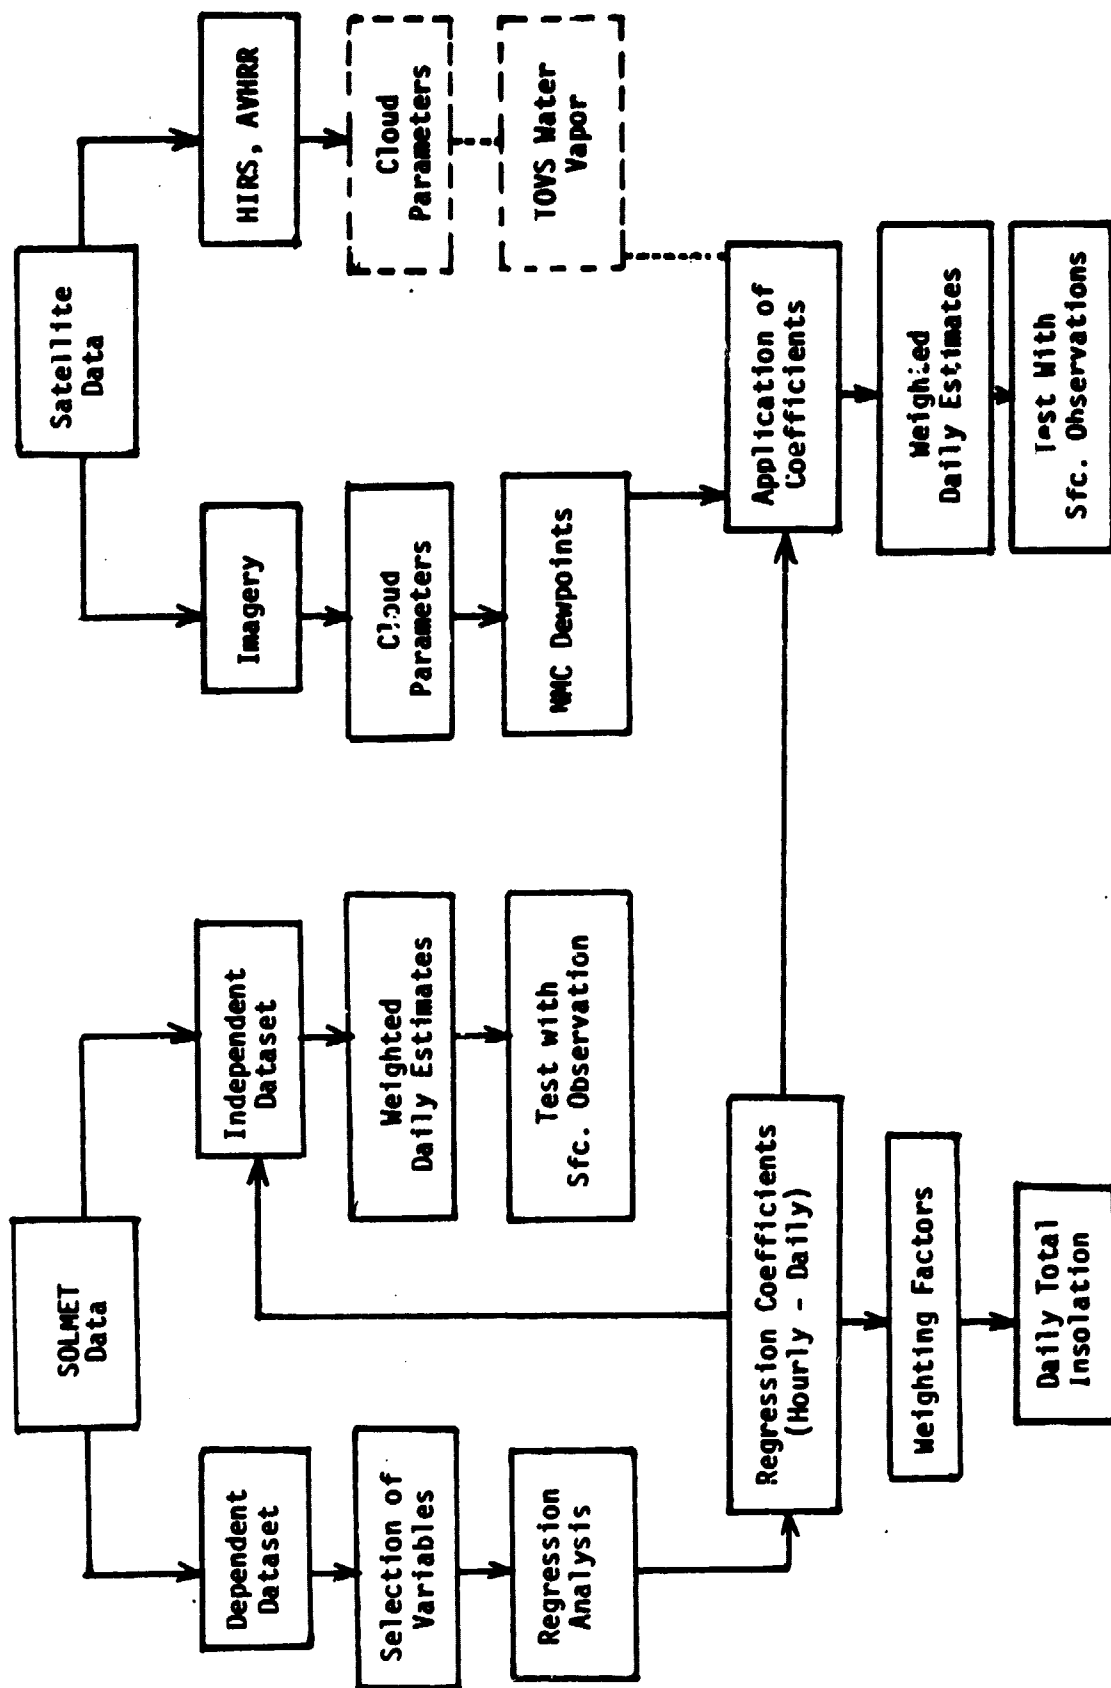 SOLMET
Data
Dependent
Dataset
Selection of
Variables
Regression
Analysis
Independent
Dataset
Weighted
Daily Estimates
Test with
Sfc. Observation
Regression Coefficients
(Hourly - Daily)
Weighting Factors
Daily Total
Insolation
Satellite
Data
Imagery
Cloud
Parameters
NMC Dewpoints
HIRS, AVHRR
Cloud
Parameters
TOVS Water
Vapor
Application of
Coefficients
Weighted
Daily Estimates
Test With
Sfc. Observations